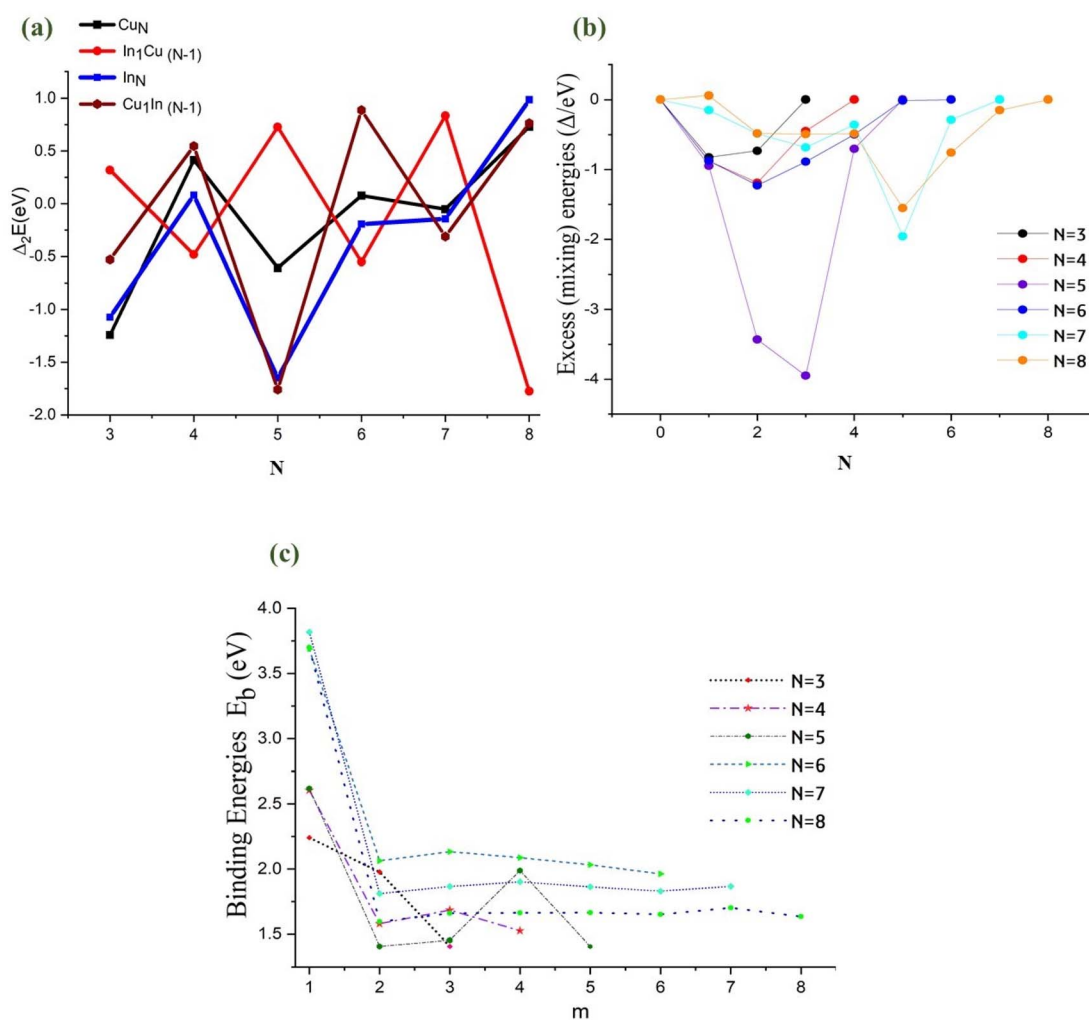 (a)
Cu_N
In₁Cu (N-1)
In_N
Cu₁In (N-1)
1.0
0.5
0.0
-0.5
-1.0
-1.5
-2.0
Δ₂E(eV)
3 4 5 6 7 8
N
(b)
0
-1
-2
-3
-4
Excess (mixing) energies (Δ/eV)
N=3
N=4
N=5
N=6
N=7
N=8
0 2 4 6 8
N
(c)
4.0
3.5
3.0
2.5
2.0
1.5
Binding Energies E_b (eV)
N=3
N=4
N=5
N=6
N=7
N=8
1 2 3 4 5 6 7 8
m